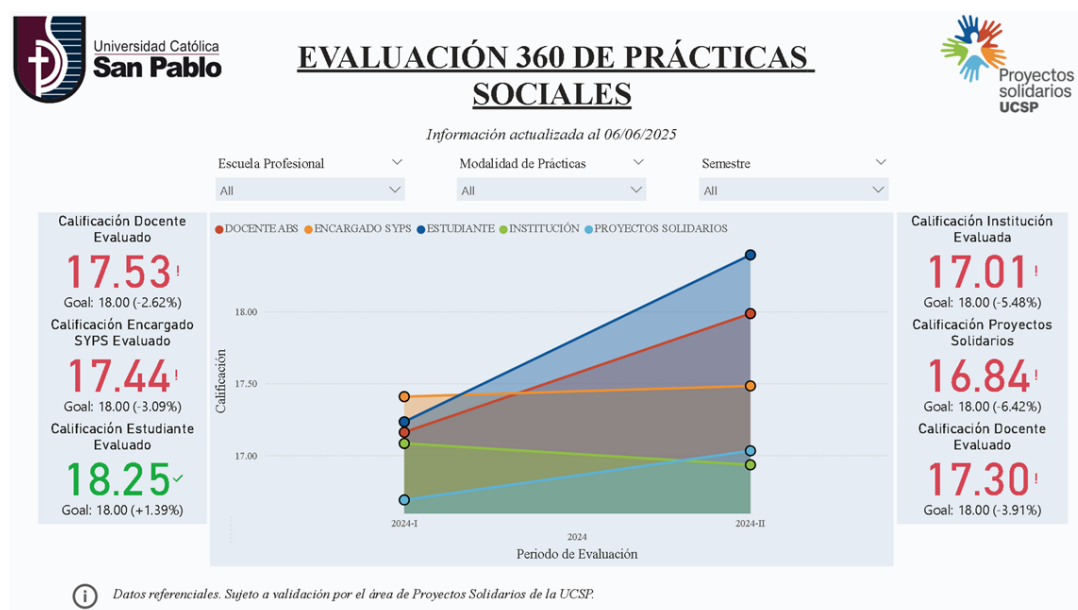 Universidad Católica
San Pablo
EVALUACIÓN 360 DE PRÁCTICAS
SOCIALES
Proyectos
solidarios
UCSP
Información actualizada al 06/06/2025
Escuela Profesional
All
Modalidad de Prácticas
All
Semestre
All
Calificación Docente
Evaluado
17.53!
Goal: 18.00 (-2.62%)
Calificación Encargado
SYPS Evaluado
17.44!
Goal: 18.00 (-3.09%)
Calificación Estudiante
Evaluado
18.25
Goal: 18.00 (+1.39%)
DOCENTE ABS ENCARGADO SYPS ESTUDIANTE INSTITUCIÓN PROYECTOS SOLIDARIOS
Calificación
18.00
17.50
17.00
2024-I 2024-II
2024
Periodo de Evaluación
Calificación Institución
Evaluada
17.01!
Goal: 18.00 (-5.48%)
Calificación Proyectos
Solidarios
16.84!
Goal: 18.00 (-6.42%)
Calificación Docente
Evaluado
17.30!
Goal: 18.00 (-3.91%)
Datos referenciales. Sujeto a validación por el área de Proyectos Solidarios de la UCSP.